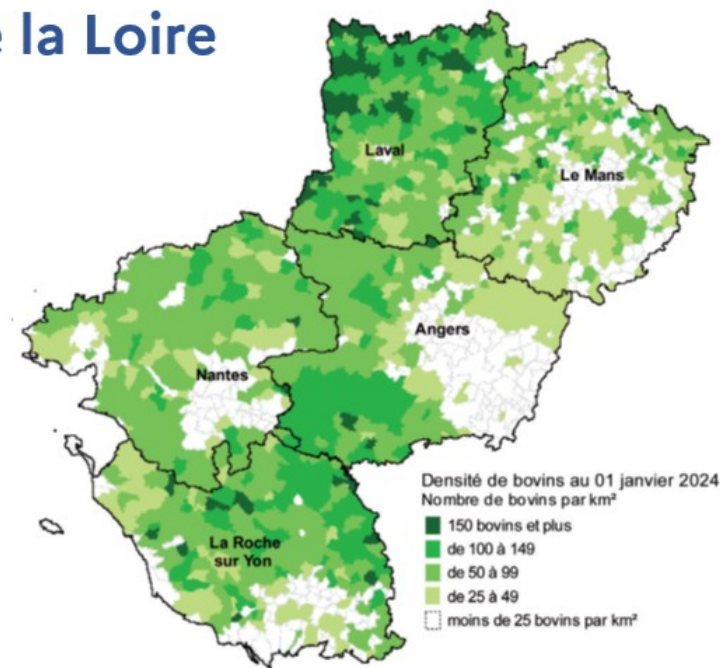 la Loire
Laval
Le Mans
Angers
Nantes
La Roche
sur Yon
Densité de bovins au 01 janvier 2024
Nombre de bovins par km²
150 bovins et plus
de 100 à 149
de 50 à 99
de 25 à 49
moins de 25 bovins par km²